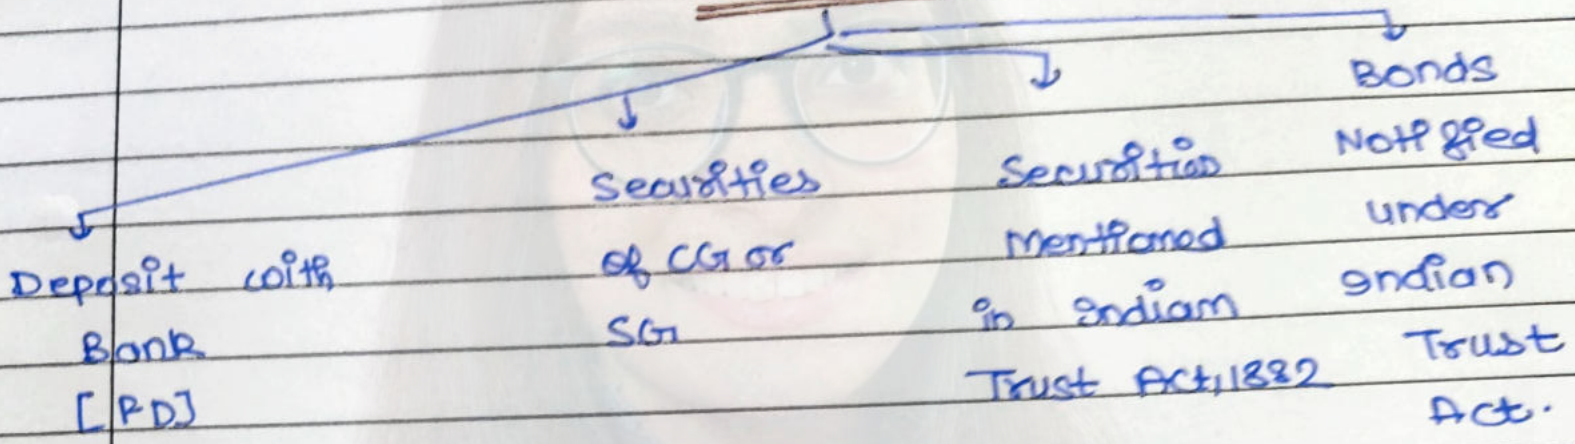 Deposit with
Bank
[FD]
Securities
of CG or
SG
Securities
Mentioned
in Indian
Trust Act, 1882
Bonds
Notified
under
Indian
Trust
Act.